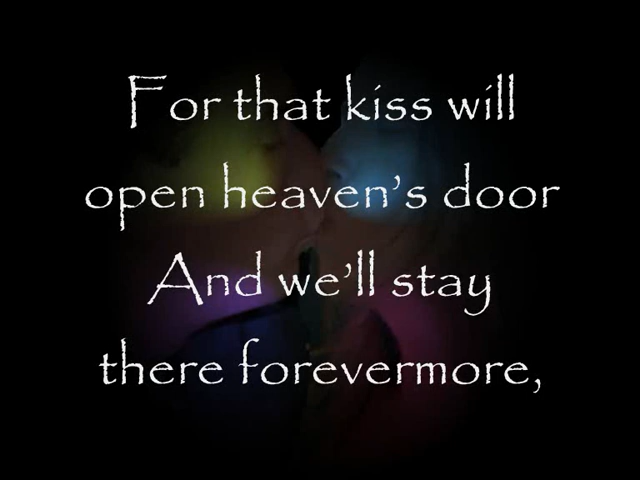 For that kiss will
open heaven's door
And we'll stay
there forevermore,